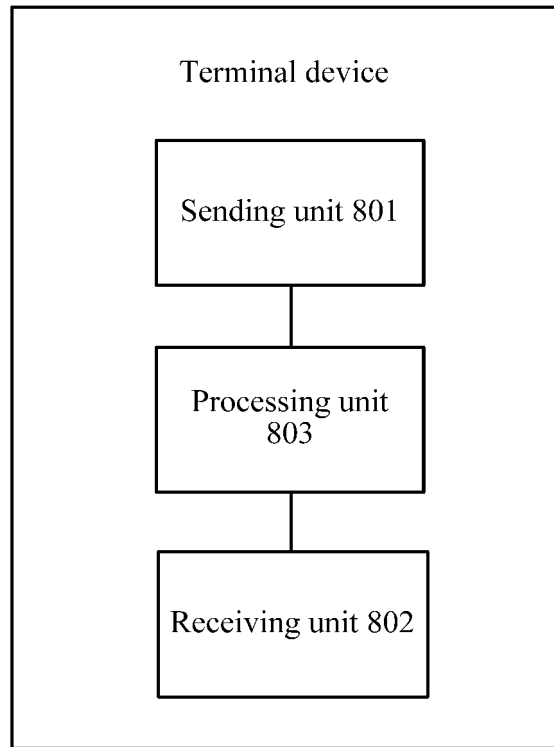 Terminal device
Sending unit 801
Processing unit
803
Receiving unit 802